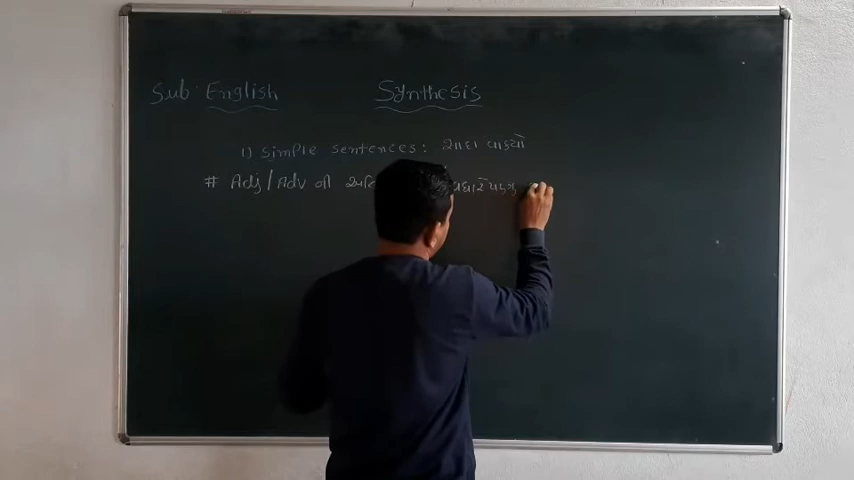 Sub: English
Synthesis
1) Simple sentences: સાદા વાક્યો
# Adj/Adv ની